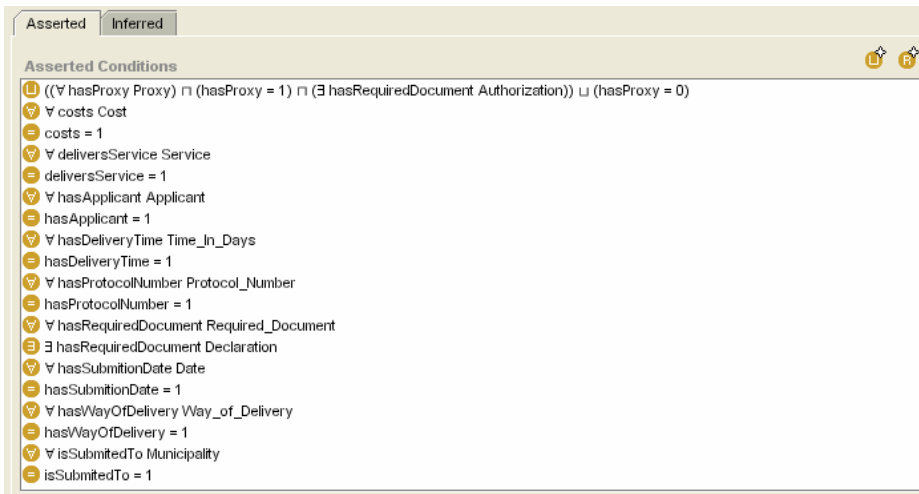 Asserted Inferred
Asserted Conditions
((∀ hasProxy Proxy) ⊓ (hasProxy = 1) ⊓ (∃ hasRequiredDocument Authorization)) ⊔ (hasProxy = 0)
∀ costs Cost
costs = 1
∀ deliversService Service
deliversService = 1
∀ hasApplicant Applicant
hasApplicant = 1
∀ hasDeliveryTime Time_In_Days
hasDeliveryTime = 1
∀ hasProtocolNumber Protocol_Number
hasProtocolNumber = 1
∀ hasRequiredDocument Required_Document
∃ hasRequiredDocument Declaration
∀ hasSubmitionDate Date
hasSubmitionDate = 1
∀ hasWayOfDelivery Way_of_Delivery
hasWayOfDelivery = 1
∀ isSubmitedTo Municipality
isSubmitedTo = 1